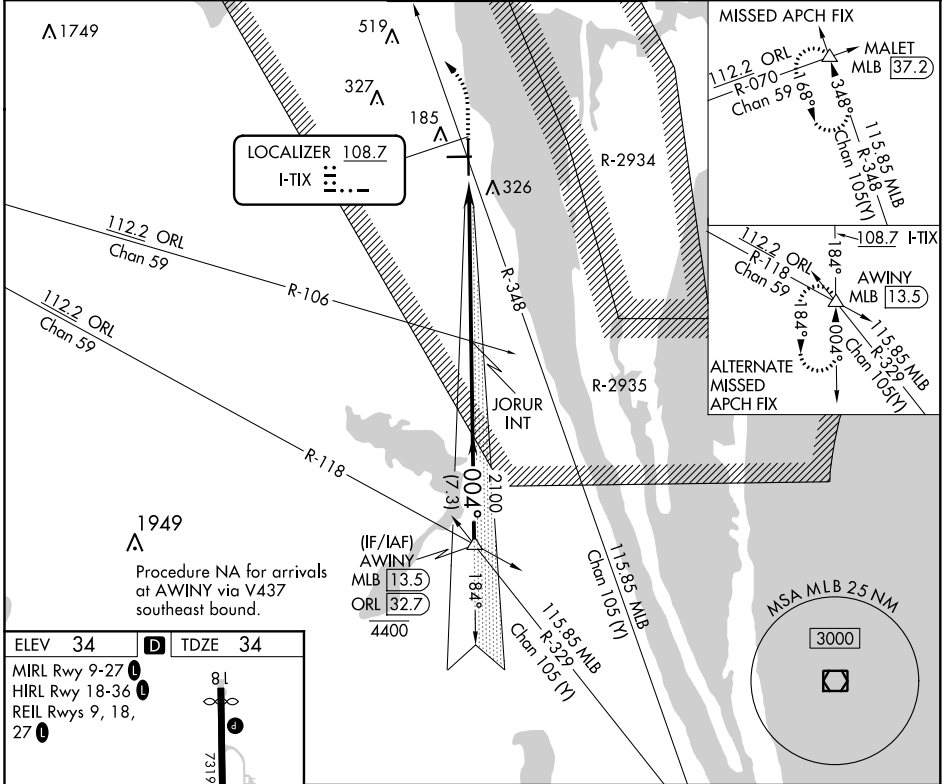 1749
519
327
185
LOCALIZER 108.7
I-TIX
326
R-2934
112.2 ORL
Chan 59
R-106
R-348
112.2 ORL
Chan 59
JORUR
INT
R-2935
R-118
2100
004°
(7.3)
1949
(IF/IAF)
AWINY
MLB 13.5
ORL 32.7
4400
184°
Procedure NA for arrivals
at AWINY via V437
southeast bound.
115.85 MLB
R-329
Chan 105 (Y)
115.85 MLB
Chan 105 (Y)
MISSED APCH FIX
MALET
MLB 37.2
112.2 ORL
R-070
Chan 59
168°
348°
115.85 MLB
R-348
Chan 105(Y)
108.7 I-TIX
112.2 ORL
R-118
Chan 59
184°
AWINY
MLB 13.5
184°
004°
115.85 MLB
R-329
Chan 105(Y)
ALTERNATE
MISSED
APCH FIX
MSA MLB 25 NM
3000
ELEV 34
D
TDZE 34
MIRL Rwy 9-27 L
HIRL Rwy 18-36 L
REIL Rwys 9, 18,
27 L
18
P
7319